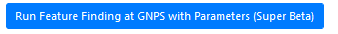 Run Feature Finding at GNPS with Parameters (Super Beta)